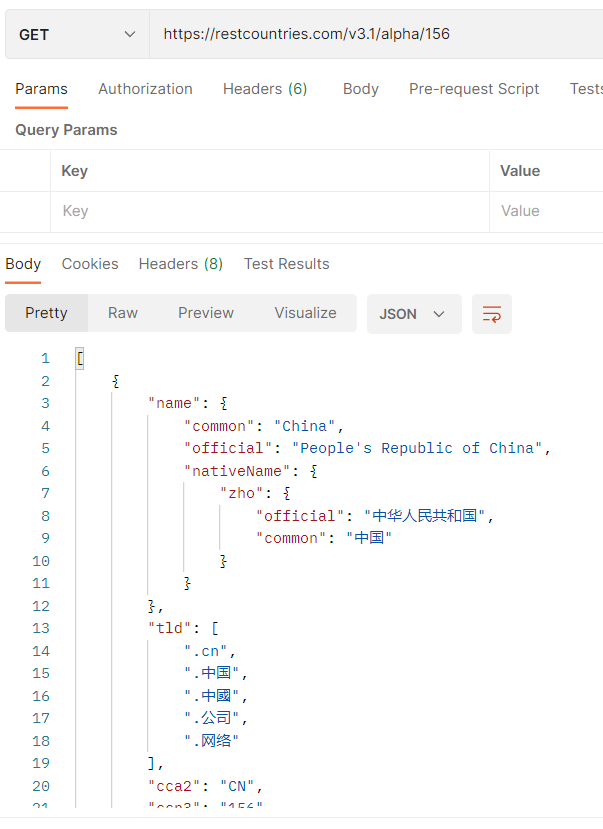 GET https://restcountries.com/v3.1/alpha/156
Params Authorization Headers (6) Body Pre-request Script Tests
Query Params
Key Value
Key Value
Body Cookies Headers (8) Test Results
Pretty Raw Preview Visualize JSON
1 [
2 {
3 "name": {
4 "common": "China",
5 "official": "People's Republic of China",
6 "nativeName": {
7 "zho": {
8 "official": "中华人民共和国",
9 "common": "中国"
10 }
11 }
12 },
13 "tld": [
14 ".cn",
15 ".中国",
16 ".中國",
17 ".公司",
18 ".网络"
19 ],
20 "cca2": "CN",
21 "ccn3": "156"